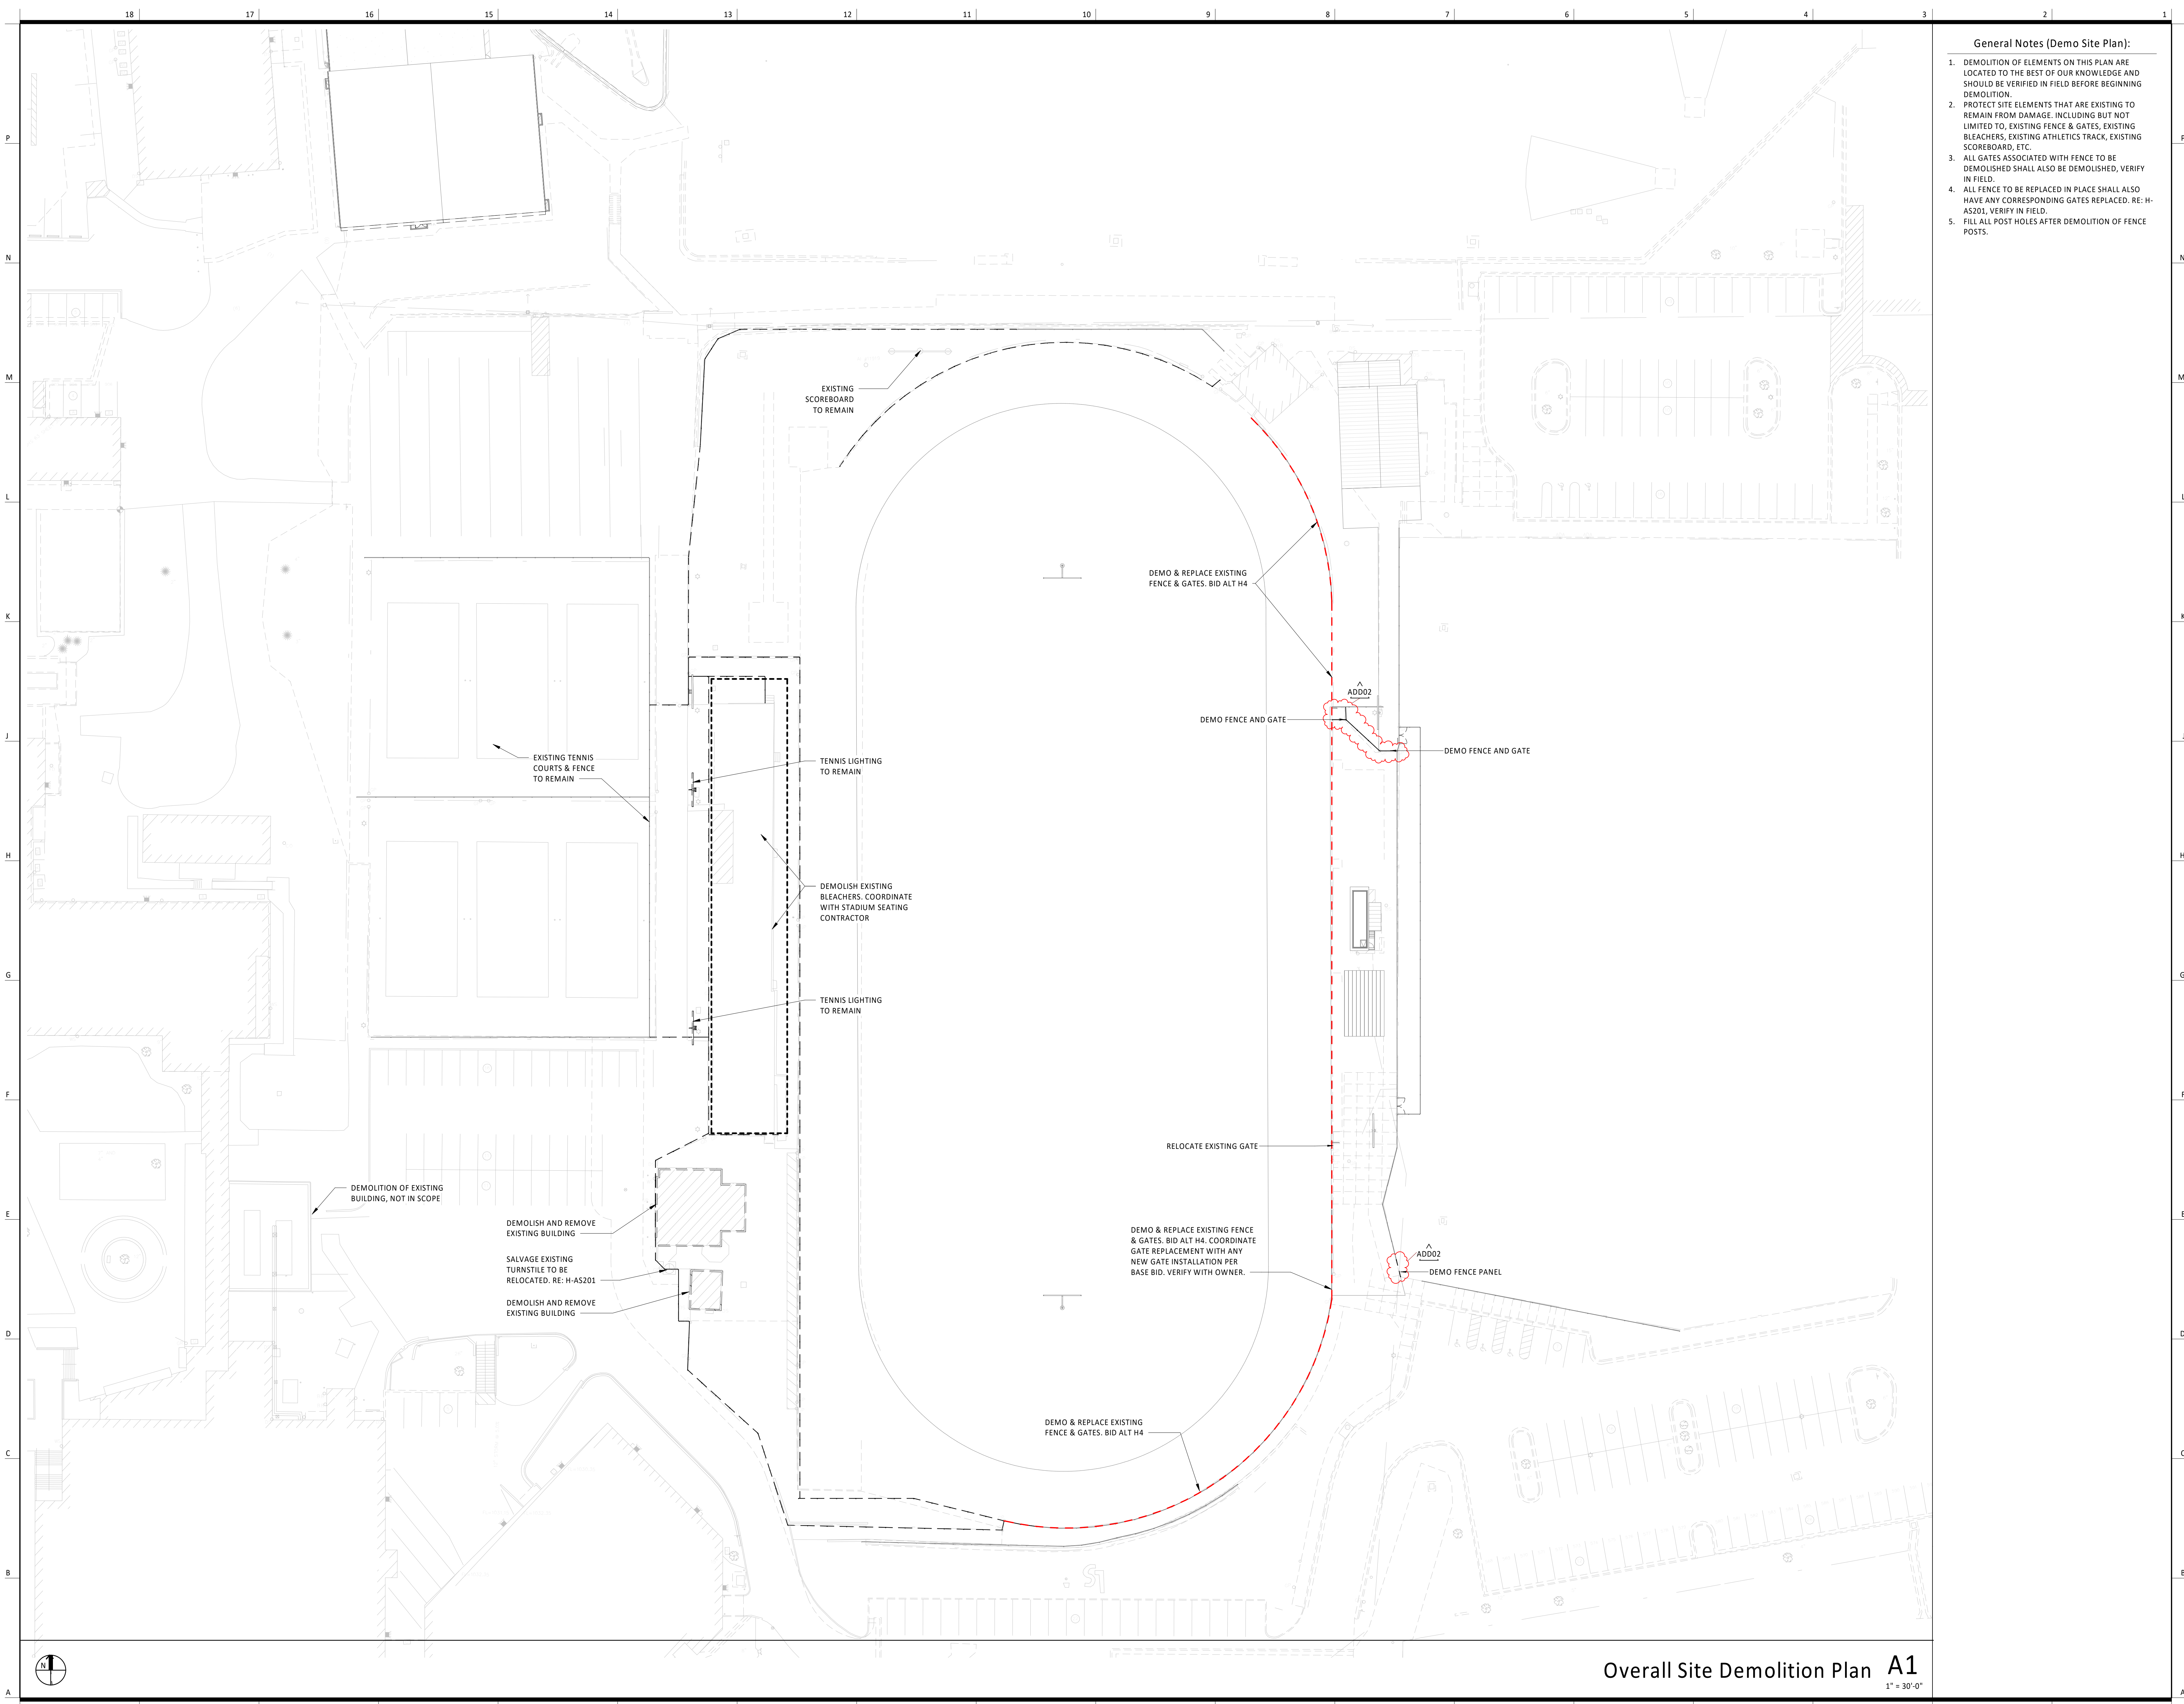 18 17 16 15 14 13 12 11 10 9 8 7 6 5 4 3 2 1
General Notes (Demo Site Plan):
1. DEMOLITION OF ELEMENTS ON THIS PLAN ARE
LOCATED TO THE BEST OF OUR KNOWLEDGE AND
SHOULD BE VERIFIED IN FIELD BEFORE BEGINNING
DEMOLITION.
2. PROTECT SITE ELEMENTS THAT ARE EXISTING TO
REMAIN FROM DAMAGE. INCLUDING BUT NOT
LIMITED TO, EXISTING FENCE & GATES, EXISTING
BLEACHERS, EXISTING ATHLETICS TRACK, EXISTING
SCOREBOARD, ETC.
3. ALL GATES ASSOCIATED WITH FENCE TO BE
DEMOLISHED SHALL ALSO BE DEMOLISHED, VERIFY
IN FIELD.
4. ALL FENCE TO BE REPLACED IN PLACE SHALL ALSO
HAVE ANY CORRESPONDING GATES REPLACED. RE: H-
AS201, VERIFY IN FIELD.
5. FILL ALL POST HOLES AFTER DEMOLITION OF FENCE
POSTS.
P
N
M
L
K
J
H
G
F
E
D
C
B
A
EXISTING
SCOREBOARD
TO REMAIN
DEMO & REPLACE EXISTING
FENCE & GATES. BID ALT H4
ADD02
DEMO FENCE AND GATE
DEMO FENCE AND GATE
EXISTING TENNIS
COURTS & FENCE
TO REMAIN
TENNIS LIGHTING
TO REMAIN
DEMOLISH EXISTING
BLEACHERS. COORDINATE
WITH STADIUM SEATING
CONTRACTOR
TENNIS LIGHTING
TO REMAIN
RELOCATE EXISTING GATE
DEMOLITION OF EXISTING
BUILDING, NOT IN SCOPE
DEMOLISH AND REMOVE
EXISTING BUILDING
SALVAGE EXISTING
TURNSTILE TO BE
RELOCATED. RE: H-AS201
DEMOLISH AND REMOVE
EXISTING BUILDING
DEMO & REPLACE EXISTING FENCE
& GATES. BID ALT H4. COORDINATE
GATE REPLACEMENT WITH ANY
NEW GATE INSTALLATION PER
BASE BID. VERIFY WITH OWNER.
ADD02
DEMO FENCE PANEL
DEMO & REPLACE EXISTING
FENCE & GATES. BID ALT H4
N
Overall Site Demolition Plan A1
1" = 30'-0"